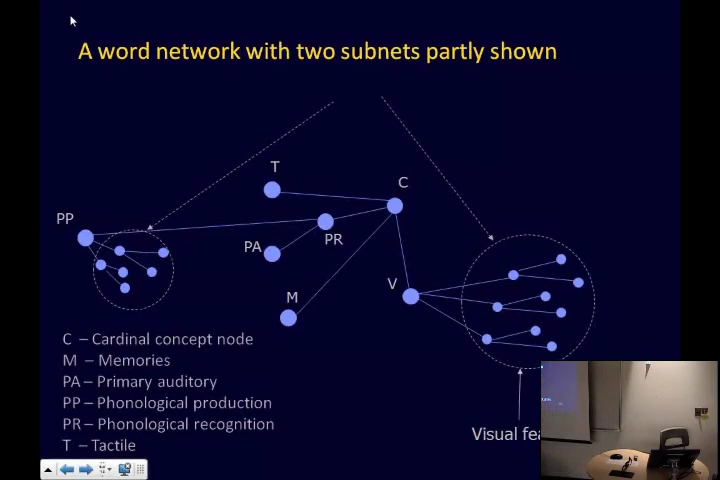 A word network with two subnets partly shown
T
C
PP
PR
PA
V
M
C – Cardinal concept node
M – Memories
PA – Primary auditory
PP – Phonological production
PR – Phonological recognition
T – Tactile
Visual